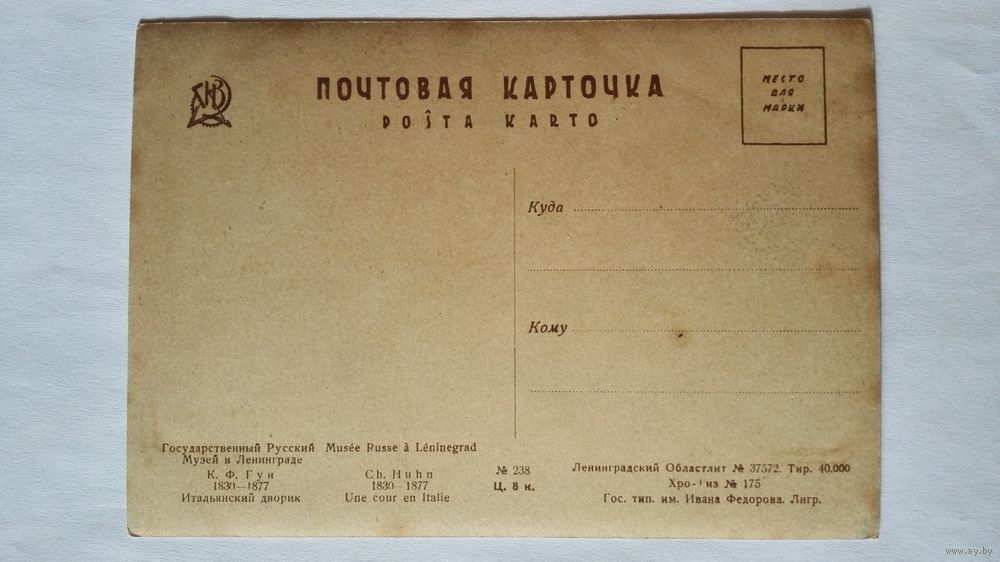 ПОЧТОВАЯ КАРТОЧКА
POŜTA KARTO
МЕСТО
ДЛЯ
МАРКИ
Куда
Кому
Государственный Русский
Музей в Ленинграде
К. Ф. Гун
1830—1877
Итальянский дворик
Musée Russe à Léninegrad
Ch. Huhn
1830—1877
Une cour en Italie
№ 238
Ц. 8 к.
Ленинградский Областлит № 37572. Тир. 40.000
из № 175
Гос. тип. им. Ивана Федорова. Лнгр.
www.ay.by